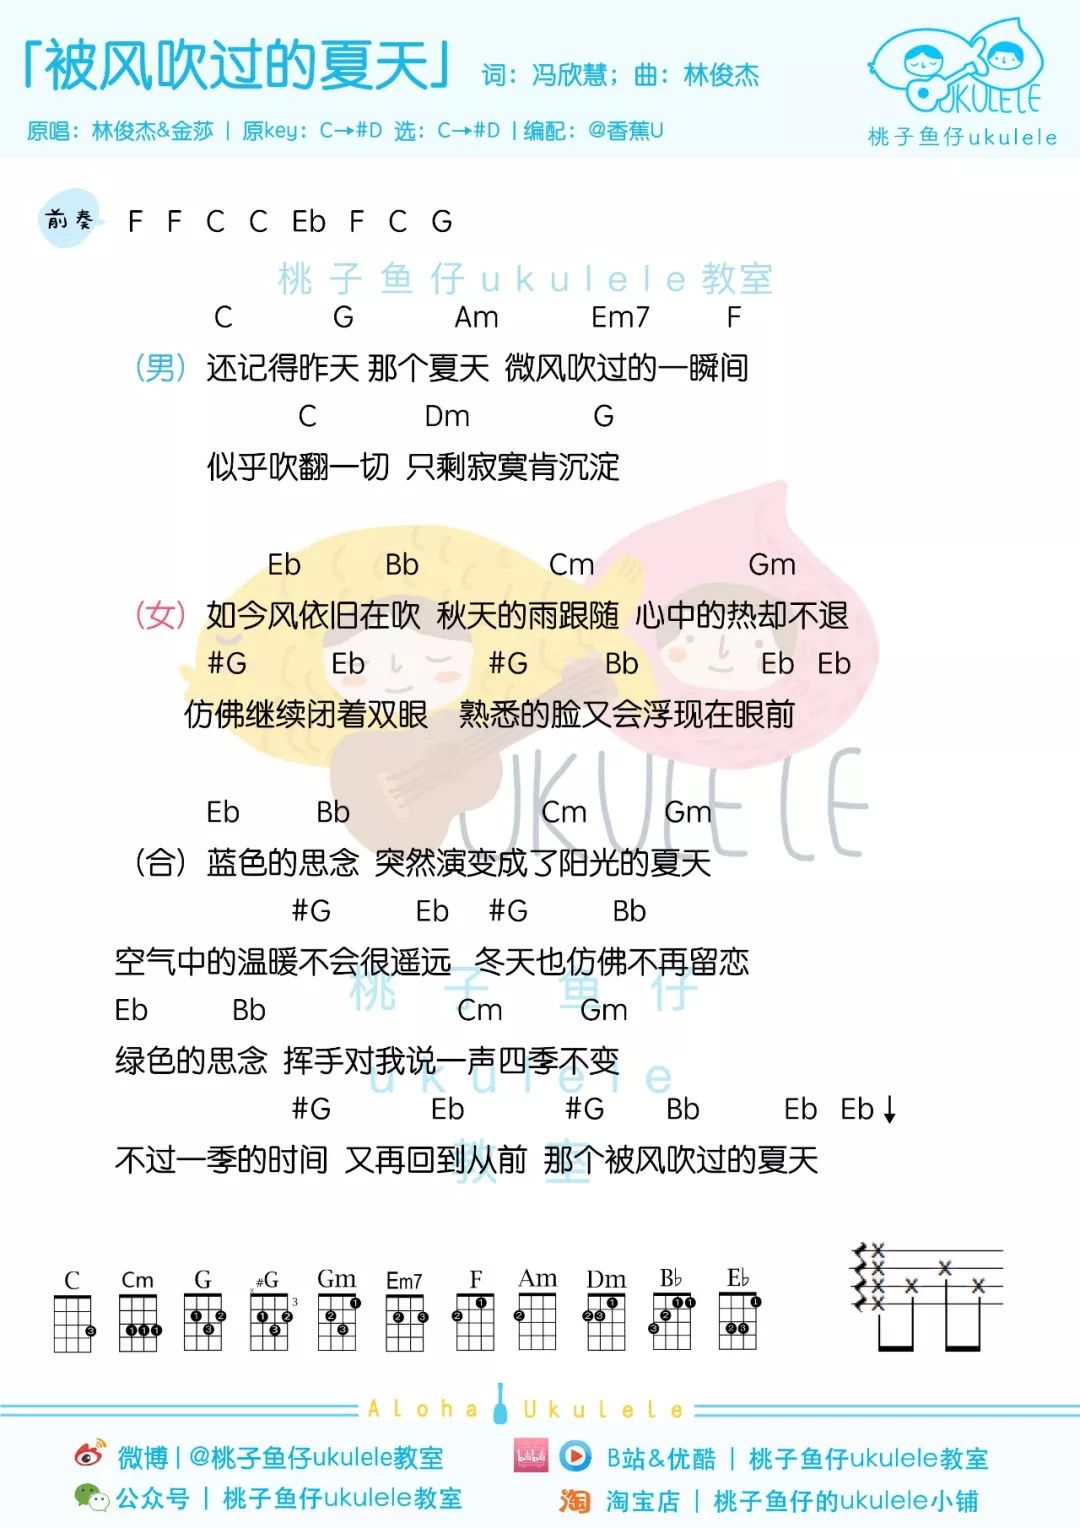 「被风吹过的夏天」 词：冯欣慧；曲：林俊杰
原唱：林俊杰&金莎 | 原key：C→#D 选：C→#D | 编配：@香蕉U
UKULELE
桃子鱼仔ukulele
前奏 F F C C Eb F C G
桃子鱼仔ukulele教室
C G Am Em7 F
（男）还记得昨天 那个夏天 微风吹过的一瞬间
C Dm G
似乎吹翻一切 只剩寂寞肯沉淀
Eb Bb Cm Gm
（女）如今风依旧在吹 秋天的雨跟随 心中的热却不退
#G Eb #G Bb Eb Eb
仿佛继续闭着双眼 熟悉的脸又会浮现在眼前
UKULELE
Eb Bb Cm Gm
（合）蓝色的思念 突然演变成了阳光的夏天
#G Eb #G Bb
空气中的温暖不会很遥远 冬天也仿佛不再留恋
桃子鱼仔
Eb Bb Cm Gm
绿色的思念 挥手对我说一声四季不变
ukulele
#G Eb #G Bb Eb Eb↓
不过一季的时间 又再回到从前 那个被风吹过的夏天
教室
C Cm G #G Gm Em7 F Am Dm B♭ E♭
Aloha Ukulele
微博 | @桃子鱼仔ukulele教室
B站&优酷 | 桃子鱼仔ukulele教室
公众号 | 桃子鱼仔ukulele教室
淘 淘宝店 | 桃子鱼仔的ukulele小铺